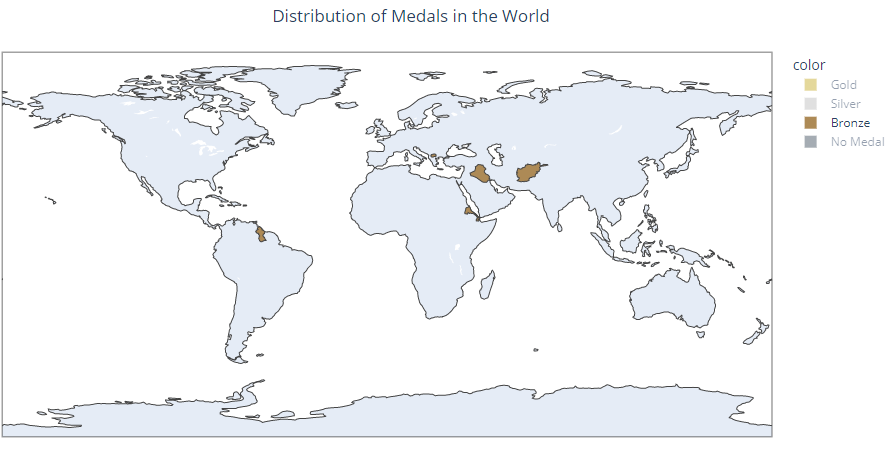 Distribution of Medals in the World
color
Gold
Silver
Bronze
No Medal